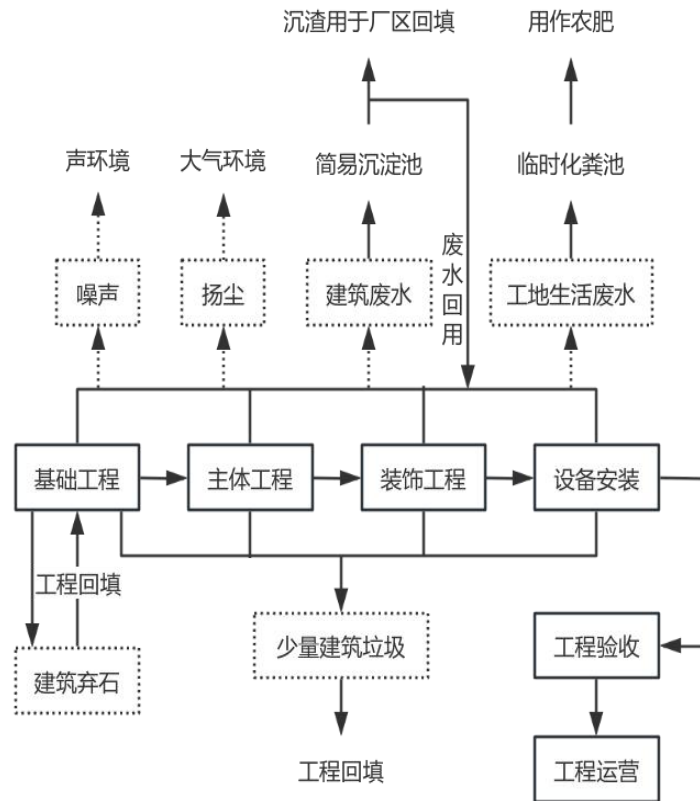 沉渣用于厂区回填
用作农肥
声环境
大气环境
简易沉淀池
临时化粪池
废水回用
噪声
扬尘
建筑废水
工地生活废水
基础工程
主体工程
装饰工程
设备安装
工程回填
建筑弃石
少量建筑垃圾
工程验收
工程回填
工程运营